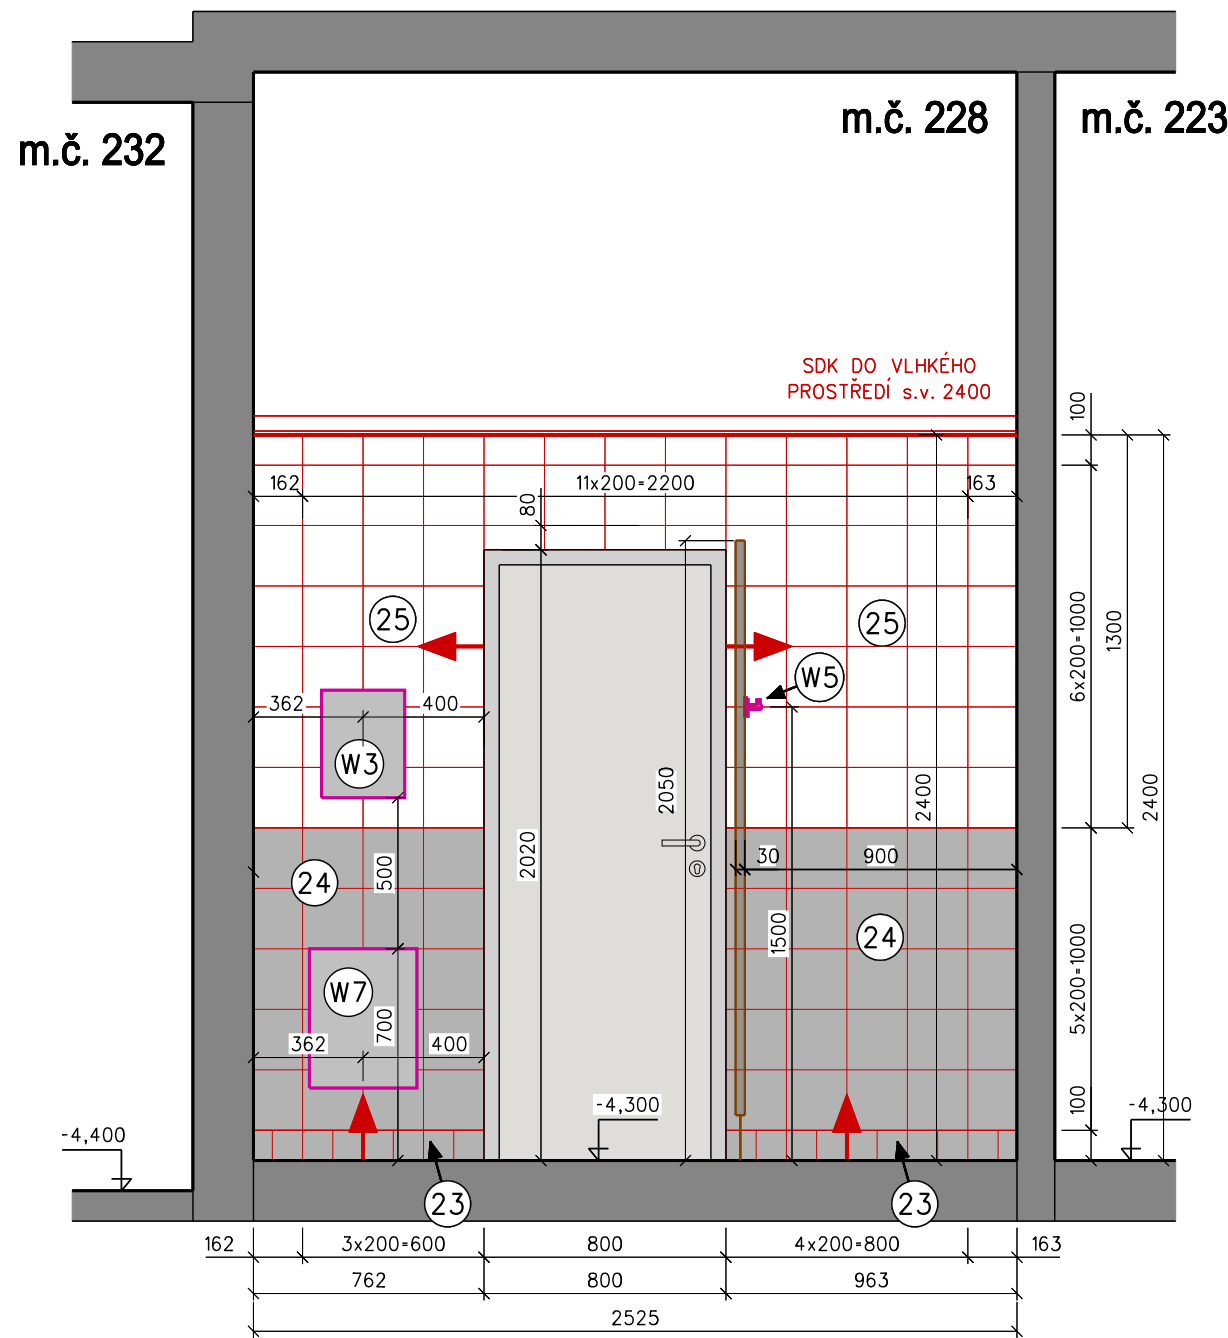 m.č. 232
m.č. 228
m.č. 223
SDK DO VLHKÉHO
PROSTŘEDÍ s.v. 2400
100
162
11x200=2200
163
80
25
25
6x200=1000
1300
W5
362
400
W3
2050
2400
2400
2020
30
900
24
500
1500
24
5x200=1000
W7
700
362
400
100
-4,300
-4,300
-4,400
23
23
162
3x200=600
800
4x200=800
163
762
800
963
2525